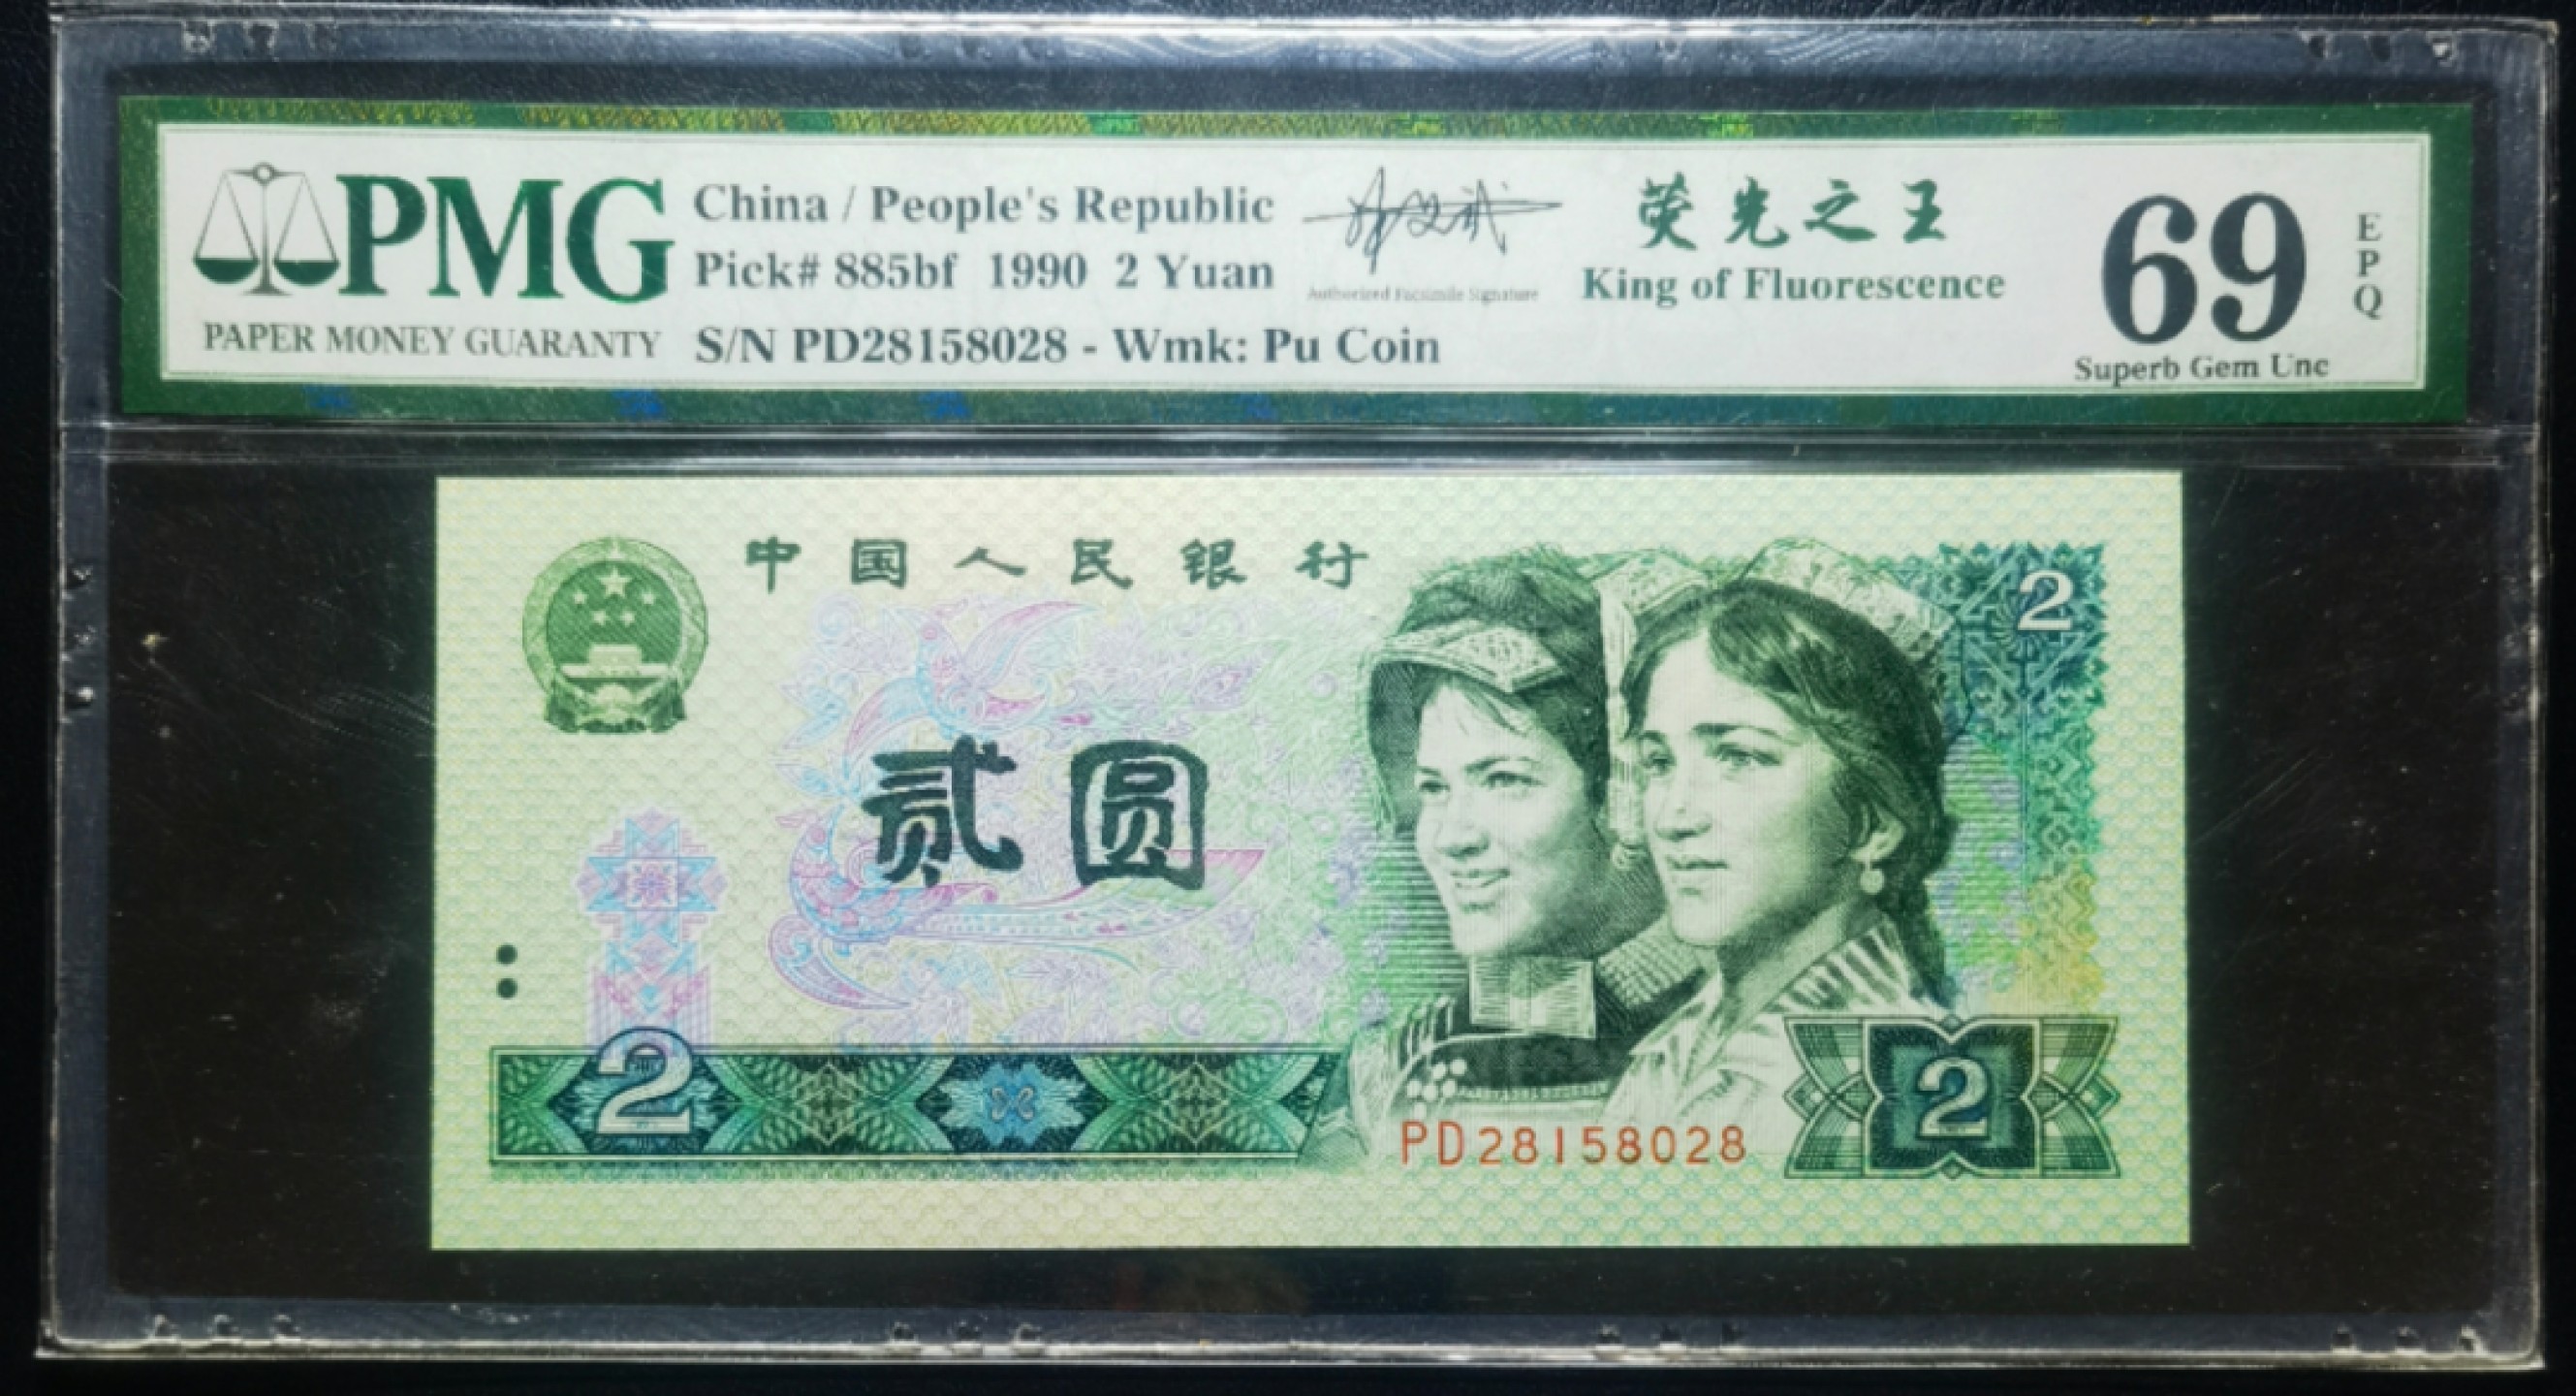 PMG
PAPER MONEY GUARANTY
China / People's Republic
Pick# 885bf 1990 2 Yuan
S/N PD28158028 - Wmk: Pu Coin
Authorized Facsimile Signature
荧光之王
King of Fluorescence
69
EPQ
Superb Gem Unc
中国人民银行
2
贰圆
2
PD28158028
2